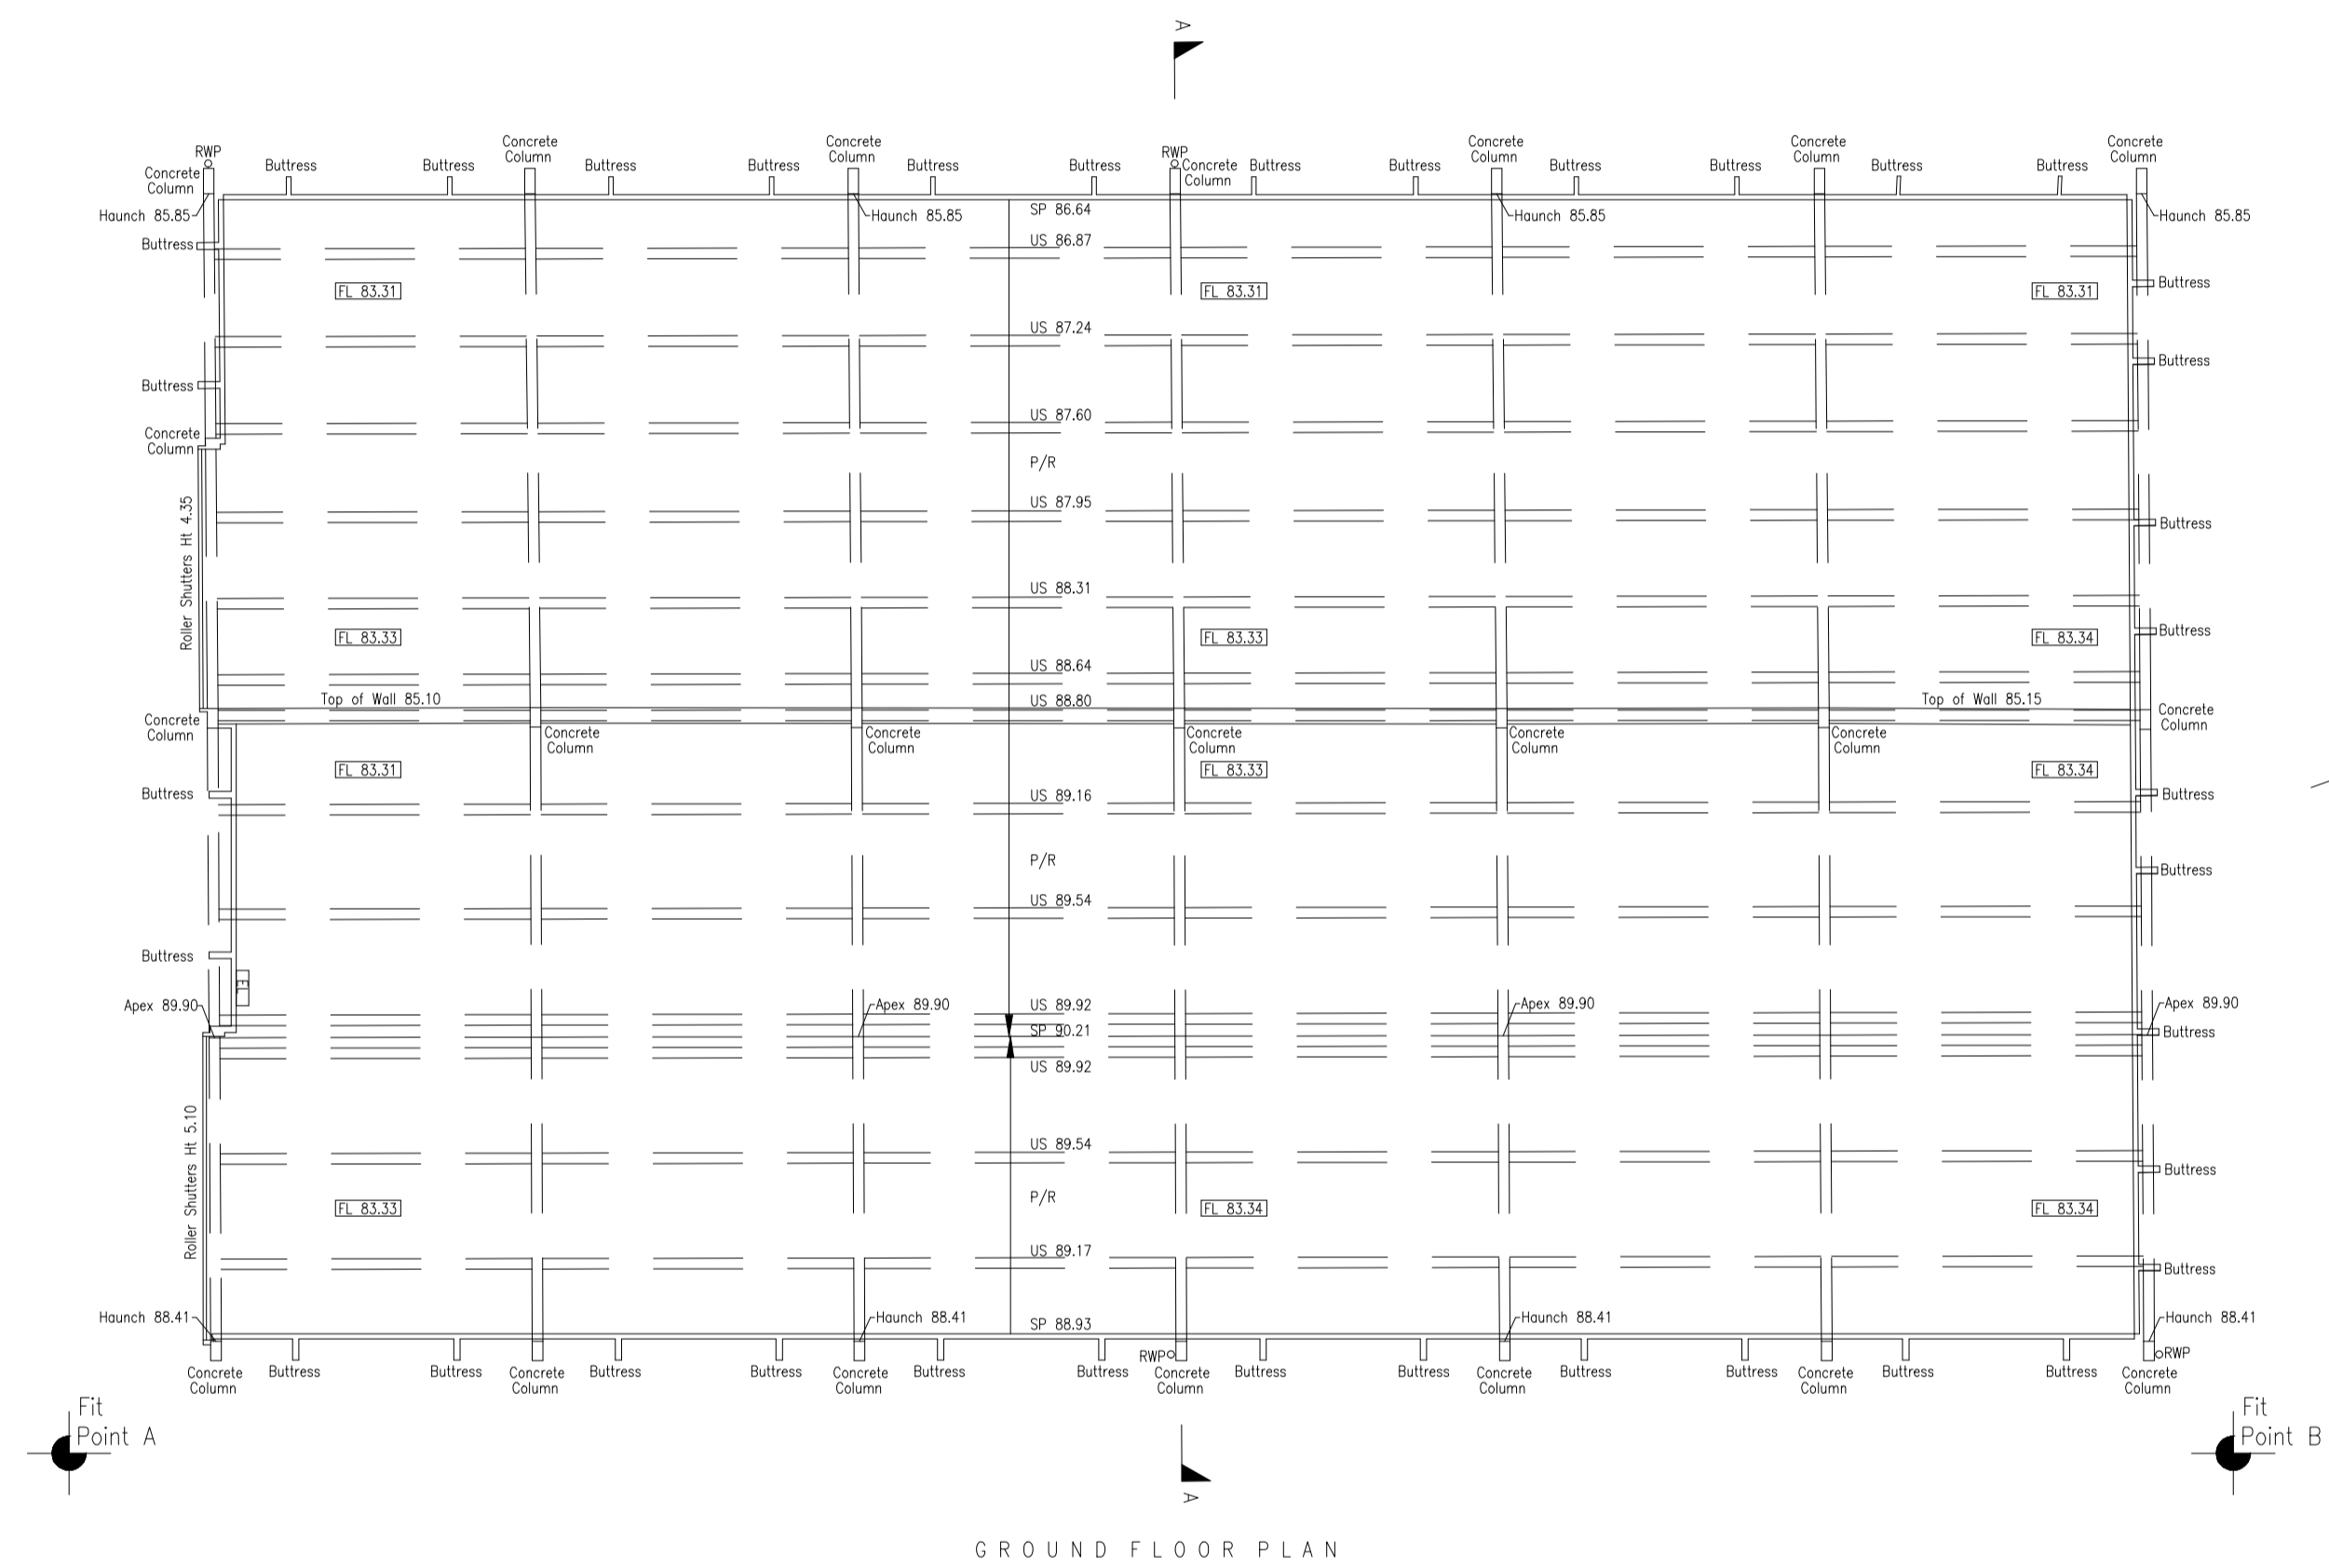 A
Concrete
Column
Concrete
Column
Concrete
Column
Concrete
Column
Concrete
Column
RWP
Concrete
Column
Buttress
Buttress
Buttress
Buttress
Buttress
Buttress
RWP
Concrete
Column
Buttress
Buttress
Buttress
Buttress
Buttress
Buttress
Haunch 85.85
Haunch 85.85
SP 86.64
Haunch 85.85
Haunch 85.85
Buttress
US 86.87
Buttress
FL 83.31
FL 83.31
FL 83.31
US 87.24
Buttress
Buttress
US 87.60
Concrete
Column
P/R
Roller Shutters Ht 4.35
US 87.95
Buttress
US 88.31
FL 83.33
FL 83.33
FL 83.34
Buttress
US 88.64
Top of Wall 85.10
US 88.80
Top of Wall 85.15
Concrete
Column
Concrete
Column
Concrete
Column
Concrete
Column
Concrete
Column
Concrete
Column
Concrete
Column
FL 83.31
FL 83.33
FL 83.34
Buttress
US 89.16
Buttress
P/R
Buttress
US 89.54
Buttress
E
Apex 89.90
Apex 89.90
US 89.92
Apex 89.90
Apex 89.90
SP 90.21
Buttress
US 89.92
Roller Shutters Ht 5.10
US 89.54
Buttress
P/R
FL 83.33
FL 83.34
FL 83.34
US 89.17
Buttress
Haunch 88.41
Haunch 88.41
SP 88.93
Haunch 88.41
Haunch 88.41
RWP
RWP
Concrete
Column
Buttress
Buttress
Concrete
Column
Buttress
Buttress
Concrete
Column
Buttress
Buttress
Concrete
Column
Buttress
Buttress
Concrete
Column
Buttress
Buttress
Concrete
Column
Buttress
Buttress
Concrete
Column
Fit
Point A
Fit
Point B
A
GROUND FLOOR PLAN